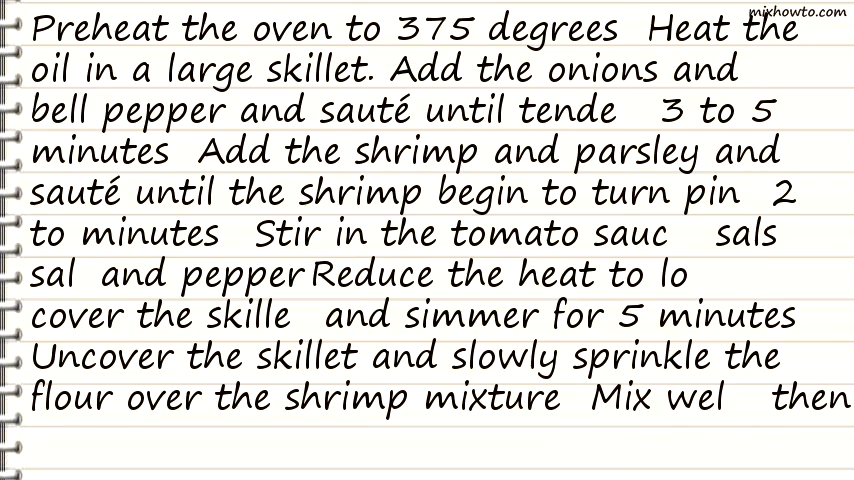 mixhowto.com
Preheat the oven to 375 degrees Heat the
oil in a large skillet. Add the onions and
bell pepper and sauté until tende 3 to 5
minutes Add the shrimp and parsley and
sauté until the shrimp begin to turn pin 2
to minutes Stir in the tomato sauc sals
sal and pepper Reduce the heat to lo
cover the skille and simmer for 5 minutes
Uncover the skillet and slowly sprinkle the
flour over the shrimp mixture Mix wel then